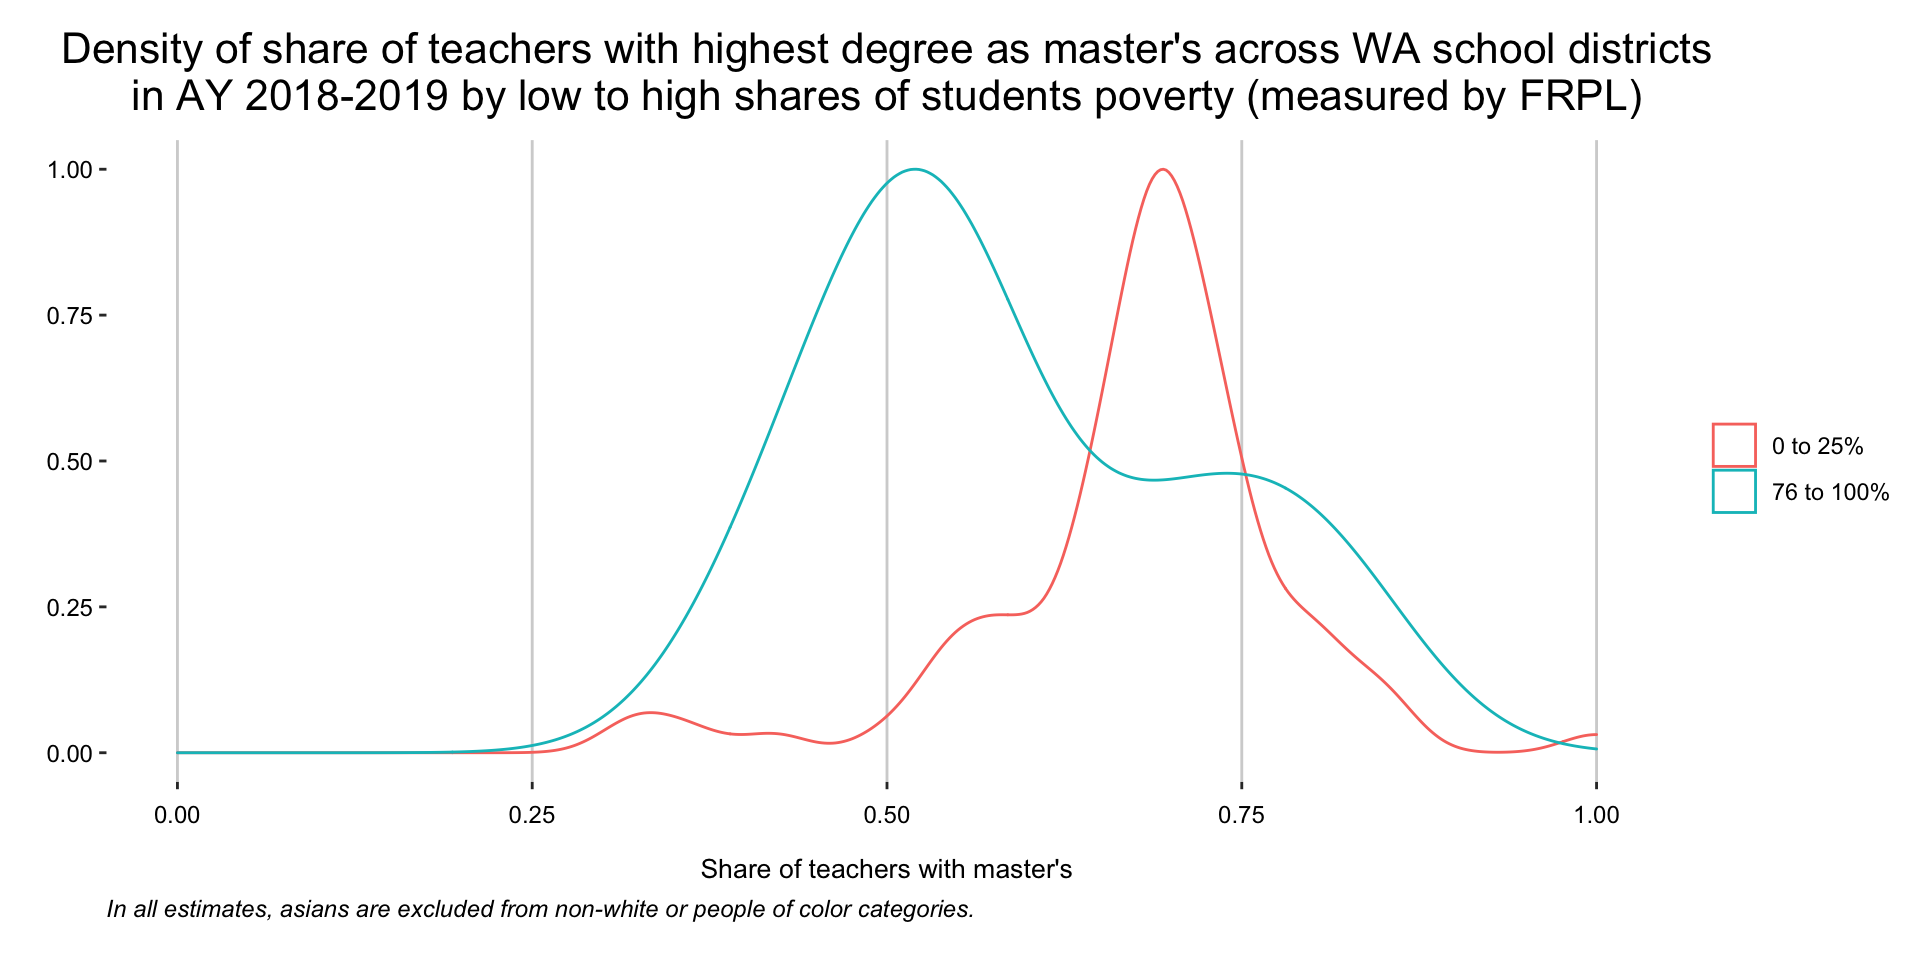 Density of share of teachers with highest degree as master's across WA school districts
in AY 2018-2019 by low to high shares of students poverty (measured by FRPL)
1.00
0.75
0.50
0.25
0.00
0 to 25%
76 to 100%
0.00 0.25 0.50 0.75 1.00
Share of teachers with master's
In all estimates, asians are excluded from non-white or people of color categories.